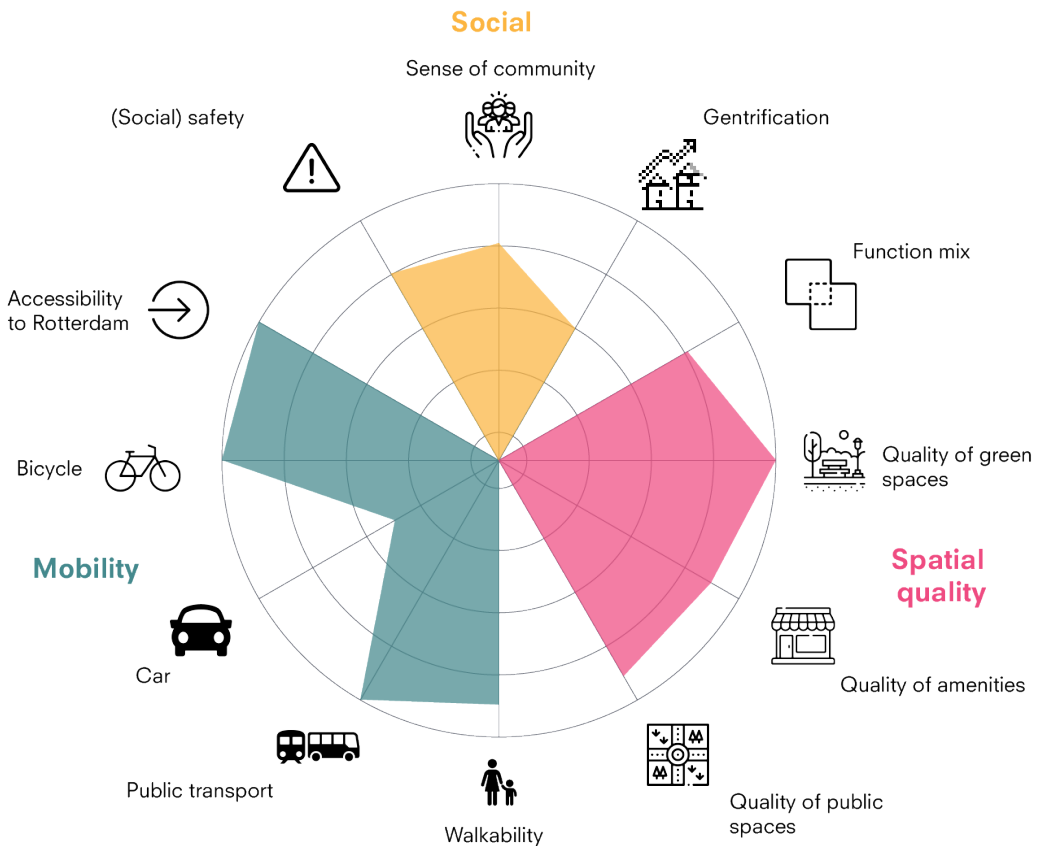 Social
Sense of community
(Social) safety
Gentrification
Function mix
Accessibility
to Rotterdam
Bicycle
Quality of green
spaces
Mobility
Spatial
quality
Car
Quality of amenities
Public transport
Quality of public
spaces
Walkability